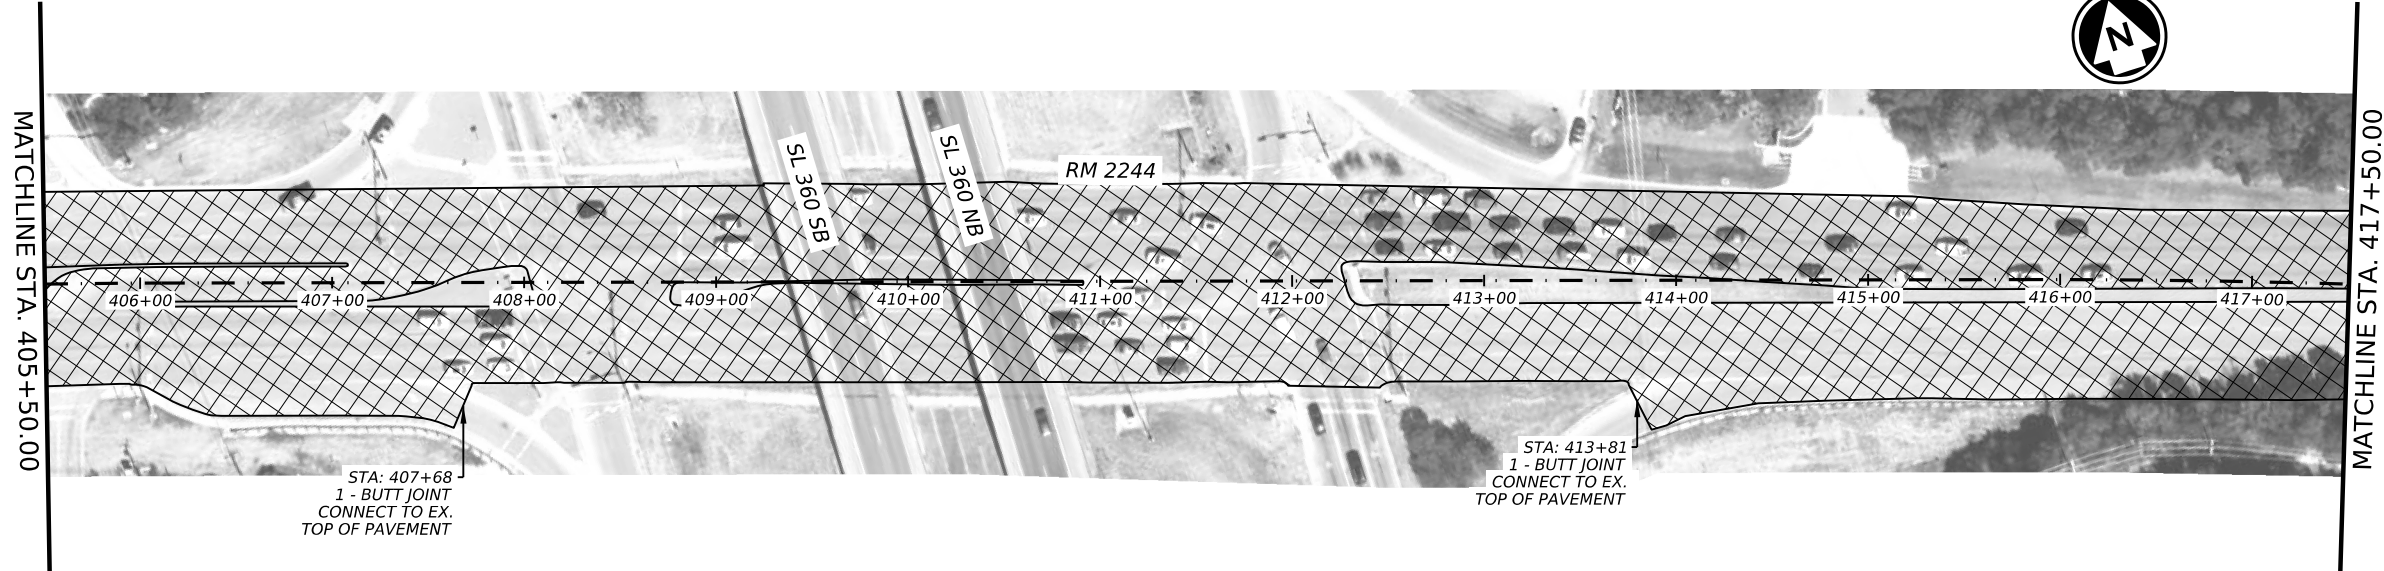 N
MATCHLINE STA. 405+50.00
SL 360 SB
SL 360 NB
RM 2244
406+00
407+00
408+00
409+00
410+00
411+00
412+00
413+00
414+00
415+00
416+00
417+00
STA: 407+68
1 - BUTT JOINT
CONNECT TO EX.
TOP OF PAVEMENT
STA: 413+81
1 - BUTT JOINT
CONNECT TO EX.
TOP OF PAVEMENT
MATCHLINE STA. 417+50.00